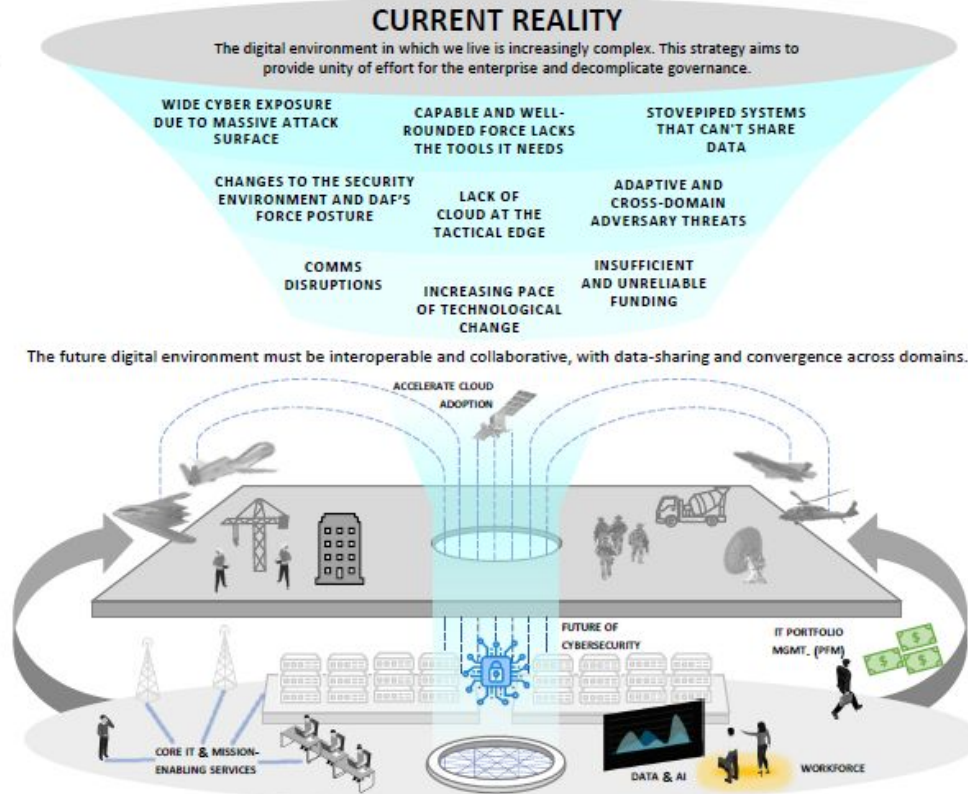 CURRENT REALITY
The digital environment in which we live is increasingly complex. This strategy aims to
provide unity of effort for the enterprise and decomplicate governance.
WIDE CYBER EXPOSURE
DUE TO MASSIVE ATTACK
SURFACE
CAPABLE AND WELL-
ROUNDED FORCE LACKS
THE TOOLS IT NEEDS
STOVEPIPED SYSTEMS
THAT CAN'T SHARE
DATA
CHANGES TO THE SECURITY
ENVIRONMENT AND DAF'S
FORCE POSTURE
LACK OF
CLOUD AT THE
TACTICAL EDGE
ADAPTIVE AND
CROSS-DOMAIN
ADVERSARY THREATS
COMMS
DISRUPTIONS
INCREASING PACE
OF TECHNOLOGICAL
CHANGE
INSUFFICIENT
AND UNRELIABLE
FUNDING
The future digital environment must be interoperable and collaborative, with data-sharing and convergence across domains.
ACCELERATE CLOUD
ADOPTION
FUTURE OF
CYBERSECURITY
IT PORTFOLIO
MGMT. (PFM)
$
$
$
CORE IT & MISSION-
ENABLING SERVICES
DATA & AI
WORKFORCE